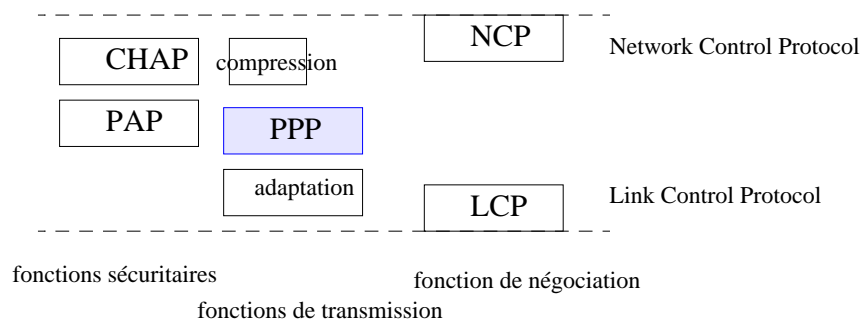 NCP
Network Control Protocol
CHAP
compression
PAP
PPP
adaptation
LCP
Link Control Protocol
fonctions sécuritaires
fonction de négociation
fonctions de transmission